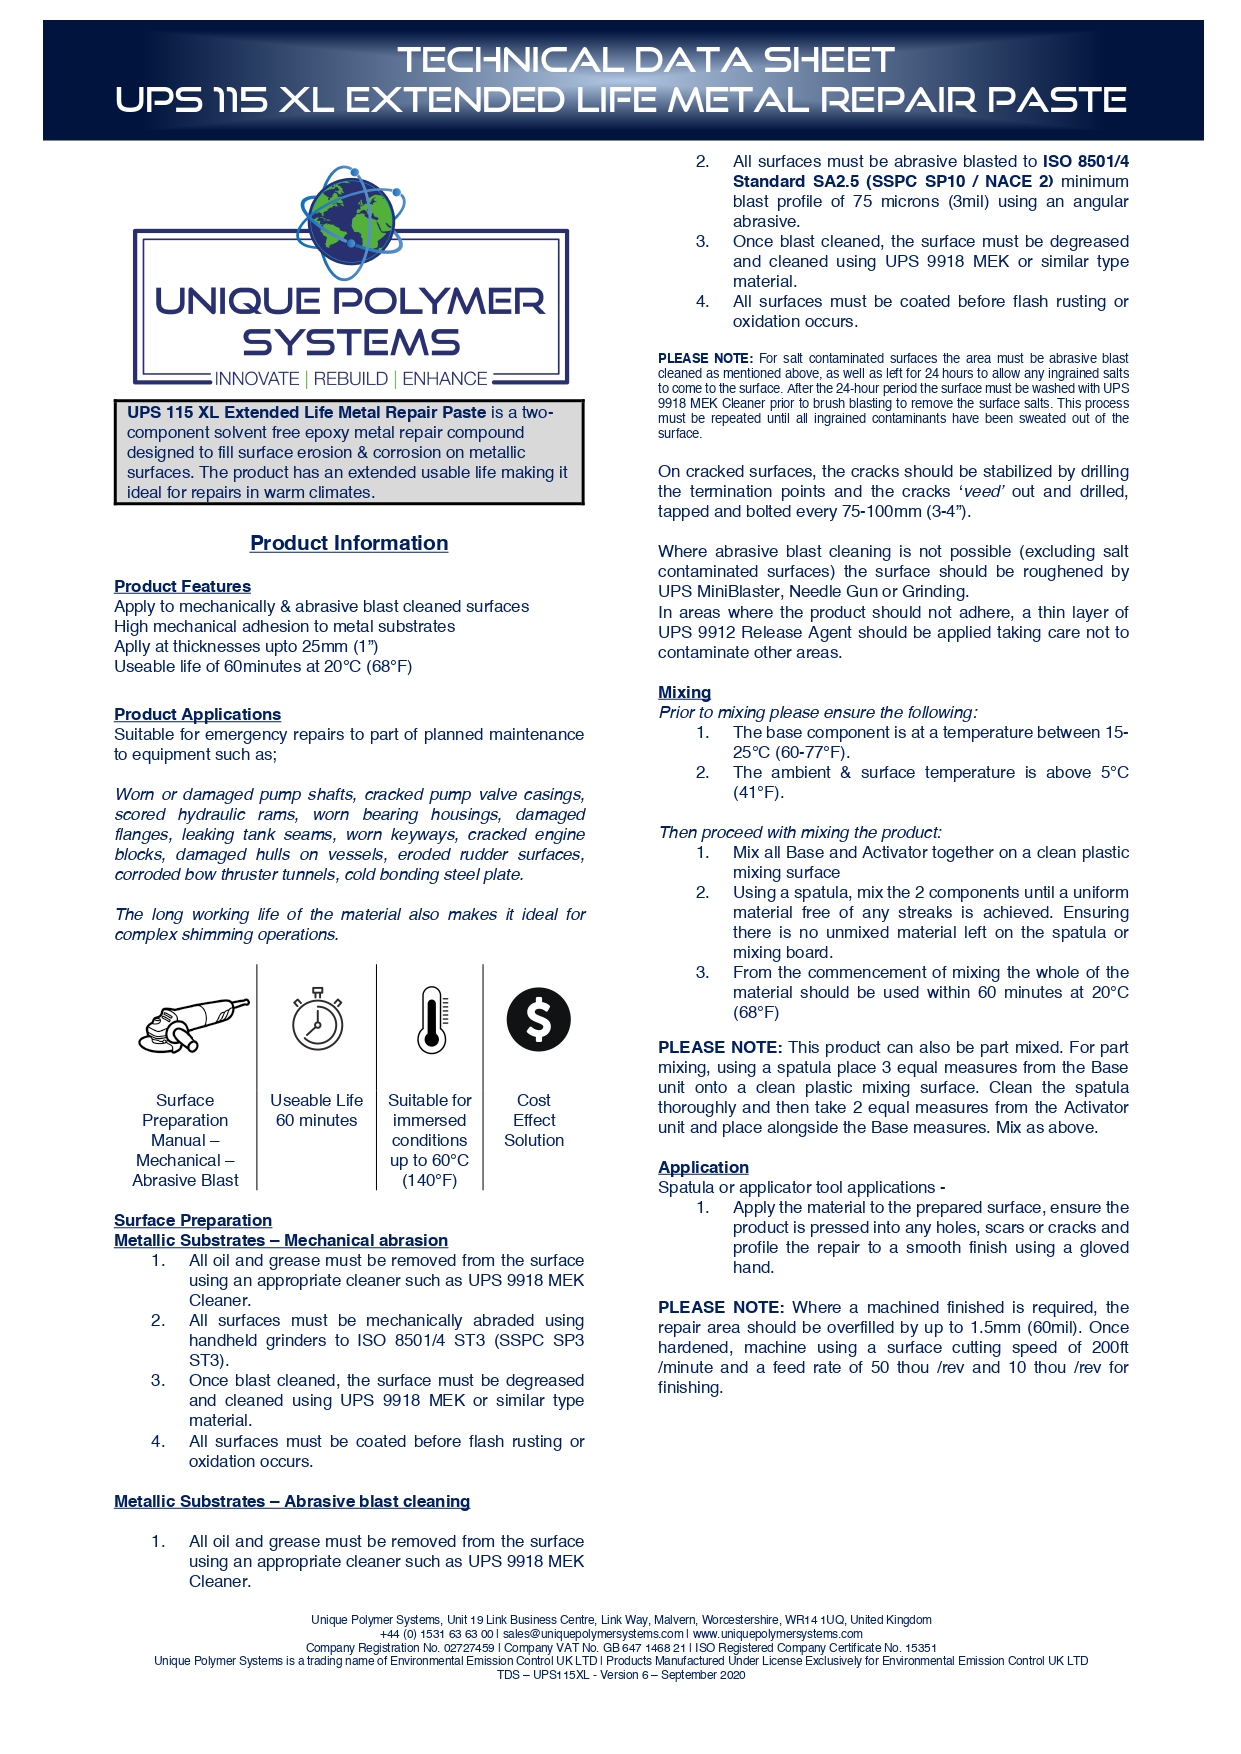 TECHNICAL DATA SHEET
UPS 115 XL EXTENDED LIFE METAL REPAIR PASTE
UNIQUE POLYMER
SYSTEMS
INNOVATE | REBUILD | ENHANCE
UPS 115 XL Extended Life Metal Repair Paste is a two-
component solvent free epoxy metal repair compound
designed to fill surface erosion & corrosion on metallic
surfaces. The product has an extended usable life making it
ideal for repairs in warm climates.
Product Information
Product Features
Apply to mechanically & abrasive blast cleaned surfaces
High mechanical adhesion to metal substrates
Aplly at thicknesses upto 25mm (1”)
Useable life of 60minutes at 20°C (68°F)
Product Applications
Suitable for emergency repairs to part of planned maintenance
to equipment such as;
Worn or damaged pump shafts, cracked pump valve casings,
scored hydraulic rams, worn bearing housings, damaged
flanges, leaking tank seams, worn keyways, cracked engine
blocks, damaged hulls on vessels, eroded rudder surfaces,
corroded bow thruster tunnels, cold bonding steel plate.
The long working life of the material also makes it ideal for
complex shimming operations.
Surface
Preparation
Manual –
Mechanical –
Abrasive Blast
Useable Life
60 minutes
Suitable for
immersed
conditions
up to 60°C
(140°F)
Cost
Effect
Solution
Surface Preparation
Metallic Substrates – Mechanical abrasion
1. All oil and grease must be removed from the surface
using an appropriate cleaner such as UPS 9918 MEK
Cleaner.
2. All surfaces must be mechanically abraded using
handheld grinders to ISO 8501/4 ST3 (SSPC SP3
ST3).
3. Once blast cleaned, the surface must be degreased
and cleaned using UPS 9918 MEK or similar type
material.
4. All surfaces must be coated before flash rusting or
oxidation occurs.
Metallic Substrates – Abrasive blast cleaning
1. All oil and grease must be removed from the surface
using an appropriate cleaner such as UPS 9918 MEK
Cleaner.
2. All surfaces must be abrasive blasted to ISO 8501/4
Standard SA2.5 (SSPC SP10 / NACE 2) minimum
blast profile of 75 microns (3mil) using an angular
abrasive.
3. Once blast cleaned, the surface must be degreased
and cleaned using UPS 9918 MEK or similar type
material.
4. All surfaces must be coated before flash rusting or
oxidation occurs.
PLEASE NOTE: For salt contaminated surfaces the area must be abrasive blast
cleaned as mentioned above, as well as left for 24 hours to allow any ingrained salts
to come to the surface. After the 24-hour period the surface must be washed with UPS
9918 MEK Cleaner prior to brush blasting to remove the surface salts. This process
must be repeated until all ingrained contaminants have been sweated out of the
surface.
On cracked surfaces, the cracks should be stabilized by drilling
the termination points and the cracks ‘veed’ out and drilled,
tapped and bolted every 75-100mm (3-4”).
Where abrasive blast cleaning is not possible (excluding salt
contaminated surfaces) the surface should be roughened by
UPS MiniBlaster, Needle Gun or Grinding.
In areas where the product should not adhere, a thin layer of
UPS 9912 Release Agent should be applied taking care not to
contaminate other areas.
Mixing
Prior to mixing please ensure the following:
1. The base component is at a temperature between 15-
25°C (60-77°F).
2. The ambient & surface temperature is above 5°C
(41°F).
Then proceed with mixing the product:
1. Mix all Base and Activator together on a clean plastic
mixing surface
2. Using a spatula, mix the 2 components until a uniform
material free of any streaks is achieved. Ensuring
there is no unmixed material left on the spatula or
mixing board.
3. From the commencement of mixing the whole of the
material should be used within 60 minutes at 20°C
(68°F)
PLEASE NOTE: This product can also be part mixed. For part
mixing, using a spatula place 3 equal measures from the Base
unit onto a clean plastic mixing surface. Clean the spatula
thoroughly and then take 2 equal measures from the Activator
unit and place alongside the Base measures. Mix as above.
Application
Spatula or applicator tool applications -
1. Apply the material to the prepared surface, ensure the
product is pressed into any holes, scars or cracks and
profile the repair to a smooth finish using a gloved
hand.
PLEASE NOTE: Where a machined finished is required, the
repair area should be overfilled by up to 1.5mm (60mil). Once
hardened, machine using a surface cutting speed of 200ft
/minute and a feed rate of 50 thou /rev and 10 thou /rev for
finishing.
Unique Polymer Systems, Unit 19 Link Business Centre, Link Way, Malvern, Worcestershire, WR14 1UQ, United Kingdom
+44 (0) 1531 63 63 00 | sales@uniquepolymersystems.com | www.uniquepolymersystems.com
Company Registration No. 02727459 | Company VAT No. GB 647 1468 21 | ISO Registered Company Certificate No. 15351
Unique Polymer Systems is a trading name of Environmental Emission Control UK LTD | Products Manufactured Under License Exclusively for Environmental Emission Control UK LTD
TDS – UPS115XL - Version 6 – September 2020